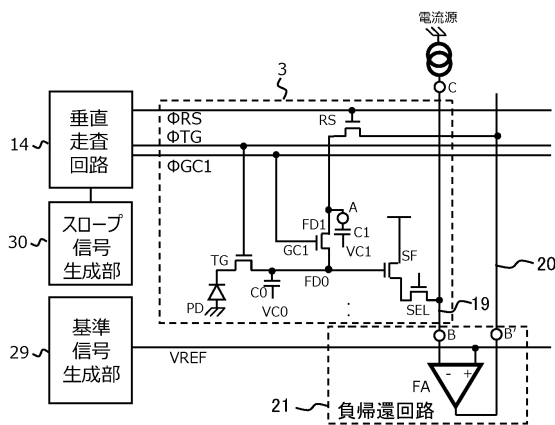 電流源
C
3
垂直
走査
回路
14
ΦRS
ΦTG
ΦGC1
RS
スロープ
信号
生成部
30
A
FD1
C1
GC1
VC1
TG
SF
FD0
C0
VC0
PD
SEL
20
19
:
基準
信号
生成部
29
VREF
B
B'
FA
- +
21
負帰還回路